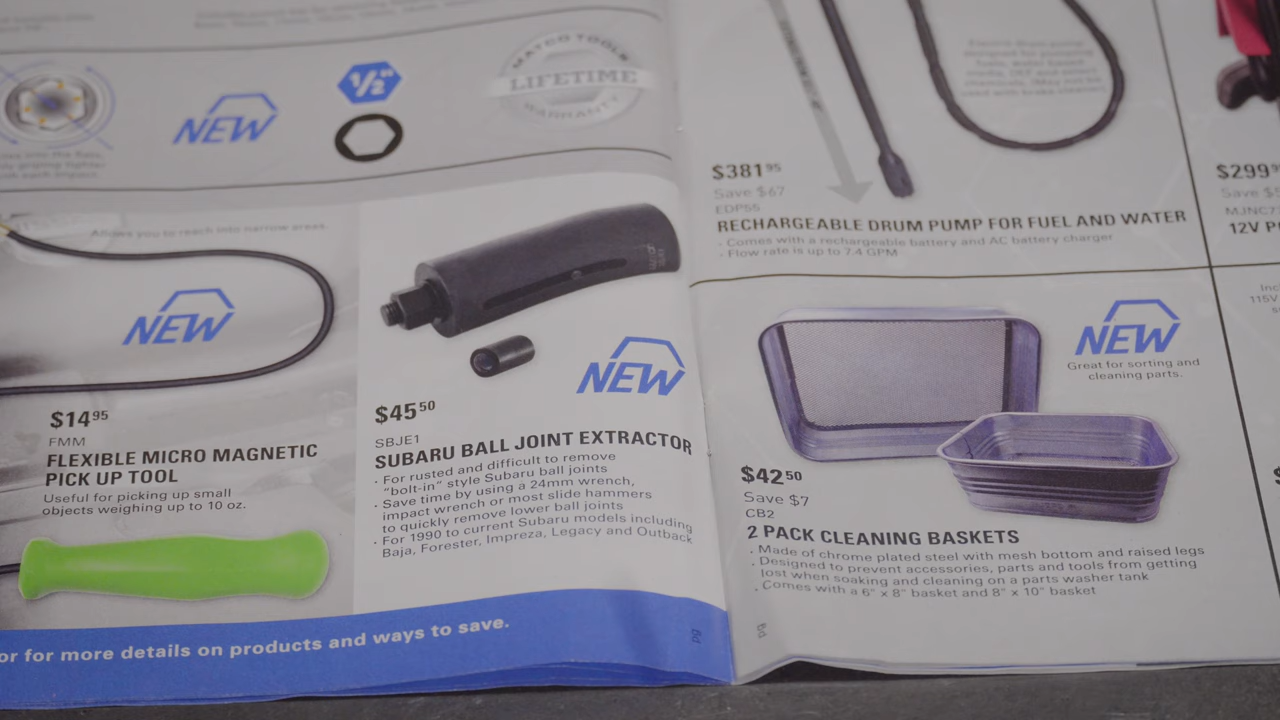 NEW
1/2"
MATCO TOOLS
LIFETIME
WARRANTY
Allows you to reach into narrow areas.
NEW
$14.95
FMM
FLEXIBLE MICRO MAGNETIC
PICK UP TOOL
Useful for picking up small
objects weighing up to 10 oz.
NEW
$45.50
SBJE1
SUBARU BALL JOINT EXTRACTOR
· For rusted and difficult to remove
"bolt-in" style Subaru ball joints
· Save time by using a 24mm wrench,
impact wrench or most slide hammers
to quickly remove lower ball joints
· For 1990 to current Subaru models including
Baja, Forester, Impreza, Legacy and Outback
or for more details on products and ways to save.
pg
$381.95
Save $67
EDP55
RECHARGEABLE DRUM PUMP FOR FUEL AND WATER
· Comes with a rechargeable battery and AC battery charger
· Flow rate is up to 7.4 GPM
$299
Save
12V
115V
NEW
Great for sorting and
cleaning parts.
$42.50
Save $7
CB2
2 PACK CLEANING BASKETS
· Made of chrome plated steel with mesh bottom and raised legs
· Designed to prevent accessories, parts and tools from getting
lost when soaking and cleaning on a parts washer tank
· Comes with a 6" x 8" basket and 8" x 10" basket
pg